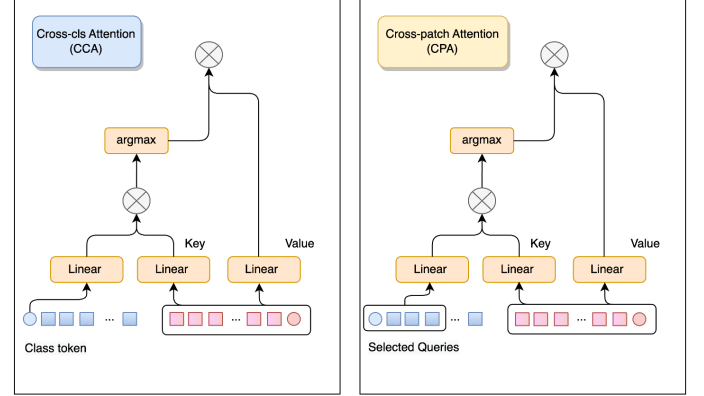 Cross-cls Attention
(CCA)
argmax
Key
Value
Linear
Linear
Linear
...
...
Class token
Cross-patch Attention
(CPA)
argmax
Key
Value
Linear
Linear
Linear
...
...
Selected Queries